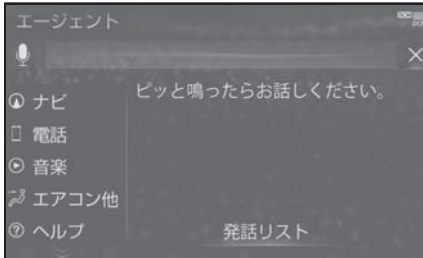 エージェント
ピッと鳴ったらお話しください。
ナビ
電話
音楽
エアコン他
ヘルプ
発話リスト